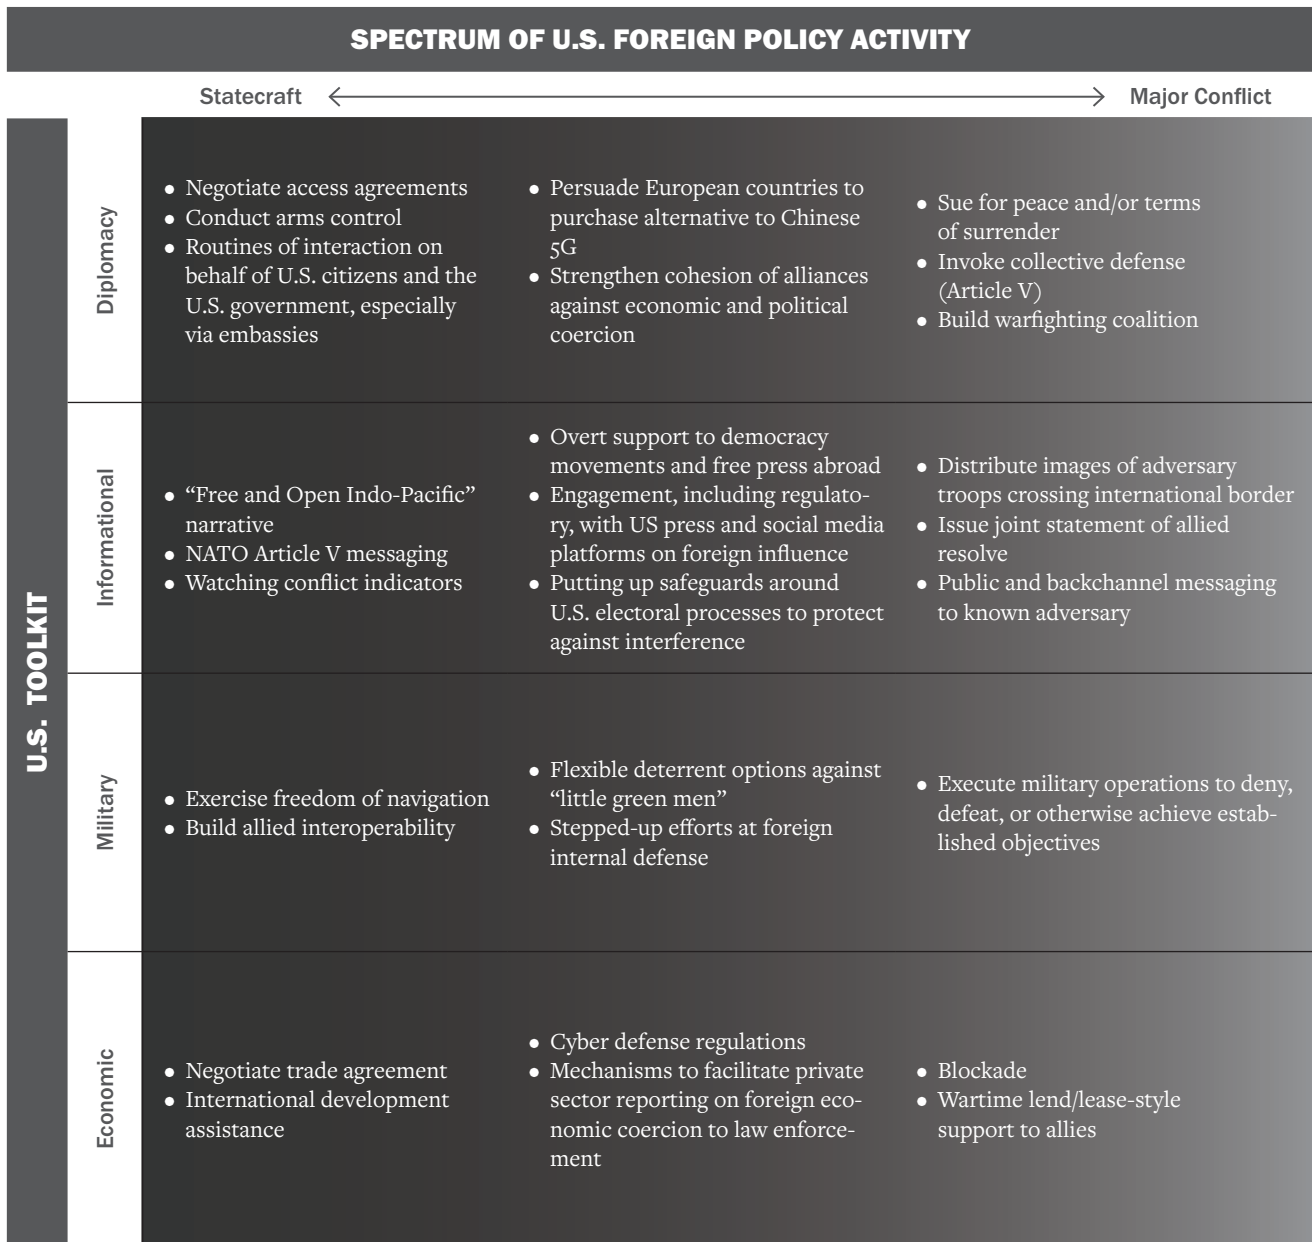 SPECTRUM OF U.S. FOREIGN POLICY ACTIVITY
Statecraft
Major Conflict
U.S. TOOLKIT
Diplomacy
● Negotiate access agreements
● Conduct arms control
● Routines of interaction on
behalf of U.S. citizens and the
U.S. government, especially
via embassies
● Persuade European countries to
purchase alternative to Chinese
5G
● Strengthen cohesion of alliances
against economic and political
coercion
● Sue for peace and/or terms
of surrender
● Invoke collective defense
(Article V)
● Build warfighting coalition
Informational
● “Free and Open Indo-Pacific”
narrative
● NATO Article V messaging
● Watching conflict indicators
● Overt support to democracy
movements and free press abroad
● Engagement, including regulato-
ry, with US press and social media
platforms on foreign influence
● Putting up safeguards around
U.S. electoral processes to protect
against interference
● Distribute images of adversary
troops crossing international border
● Issue joint statement of allied
resolve
● Public and backchannel messaging
to known adversary
Military
● Exercise freedom of navigation
● Build allied interoperability
● Flexible deterrent options against
“little green men”
● Stepped-up efforts at foreign
internal defense
● Execute military operations to deny,
defeat, or otherwise achieve estab-
lished objectives
Economic
● Negotiate trade agreement
● International development
assistance
● Cyber defense regulations
● Mechanisms to facilitate private
sector reporting on foreign eco-
nomic coercion to law enforce-
ment
● Blockade
● Wartime lend/lease-style
support to allies